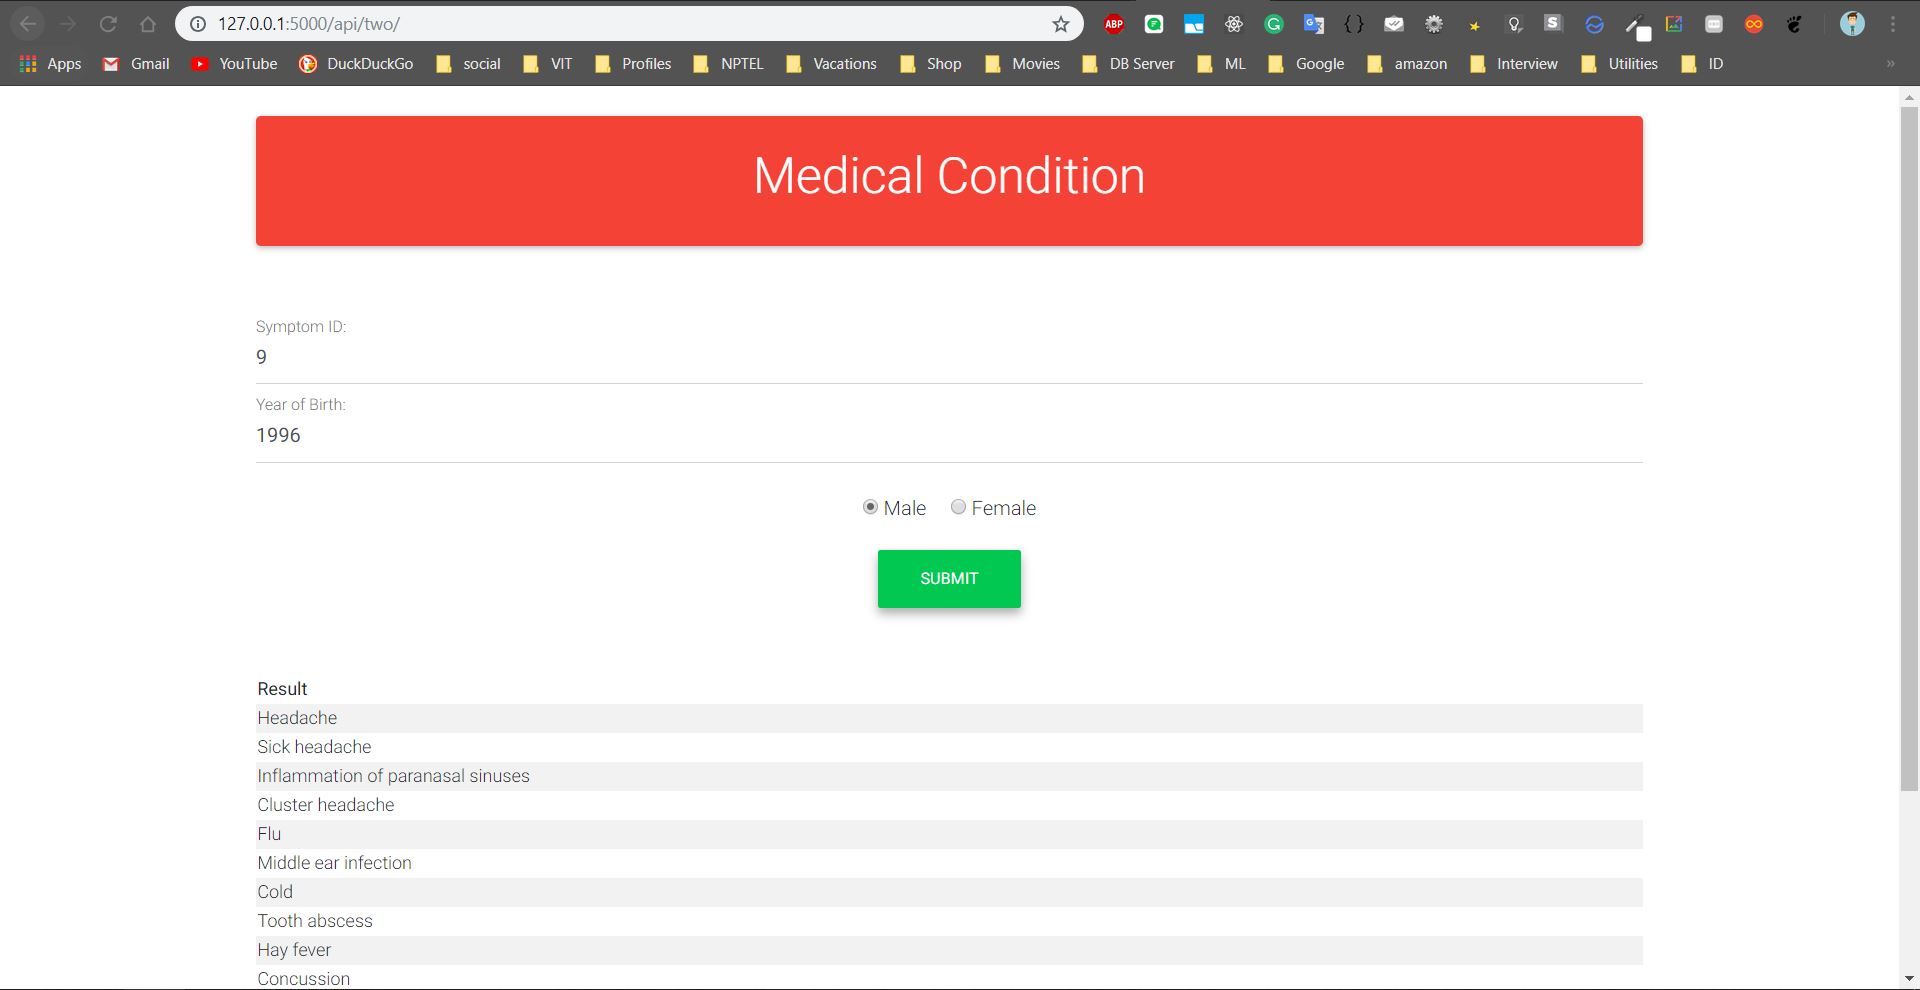 127.0.0.1:5000/api/two/
ABP
Apps Gmail YouTube DuckDuckGo social VIT Profiles NPTEL Vacations Shop Movies DB Server ML Google amazon Interview Utilities ID »
Medical Condition
Symptom ID:
9
Year of Birth:
1996
Male Female
SUBMIT
Result
Headache
Sick headache
Inflammation of paranasal sinuses
Cluster headache
Flu
Middle ear infection
Cold
Tooth abscess
Hay fever
Concussion